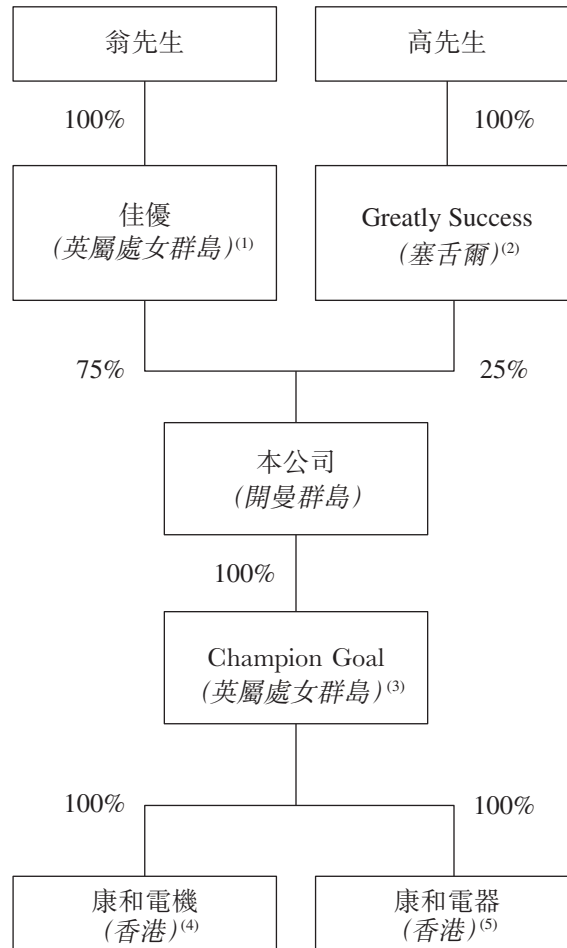 翁先生
高先生
100%
100%
佳優
(英屬處女群島)(1)
Greatly Success
(塞舌爾)(2)
75%
25%
本公司
(開曼群島)
100%
Champion Goal
(英屬處女群島)(3)
100%
100%
康和電機
(香港)(4)
康和電器
(香港)(5)